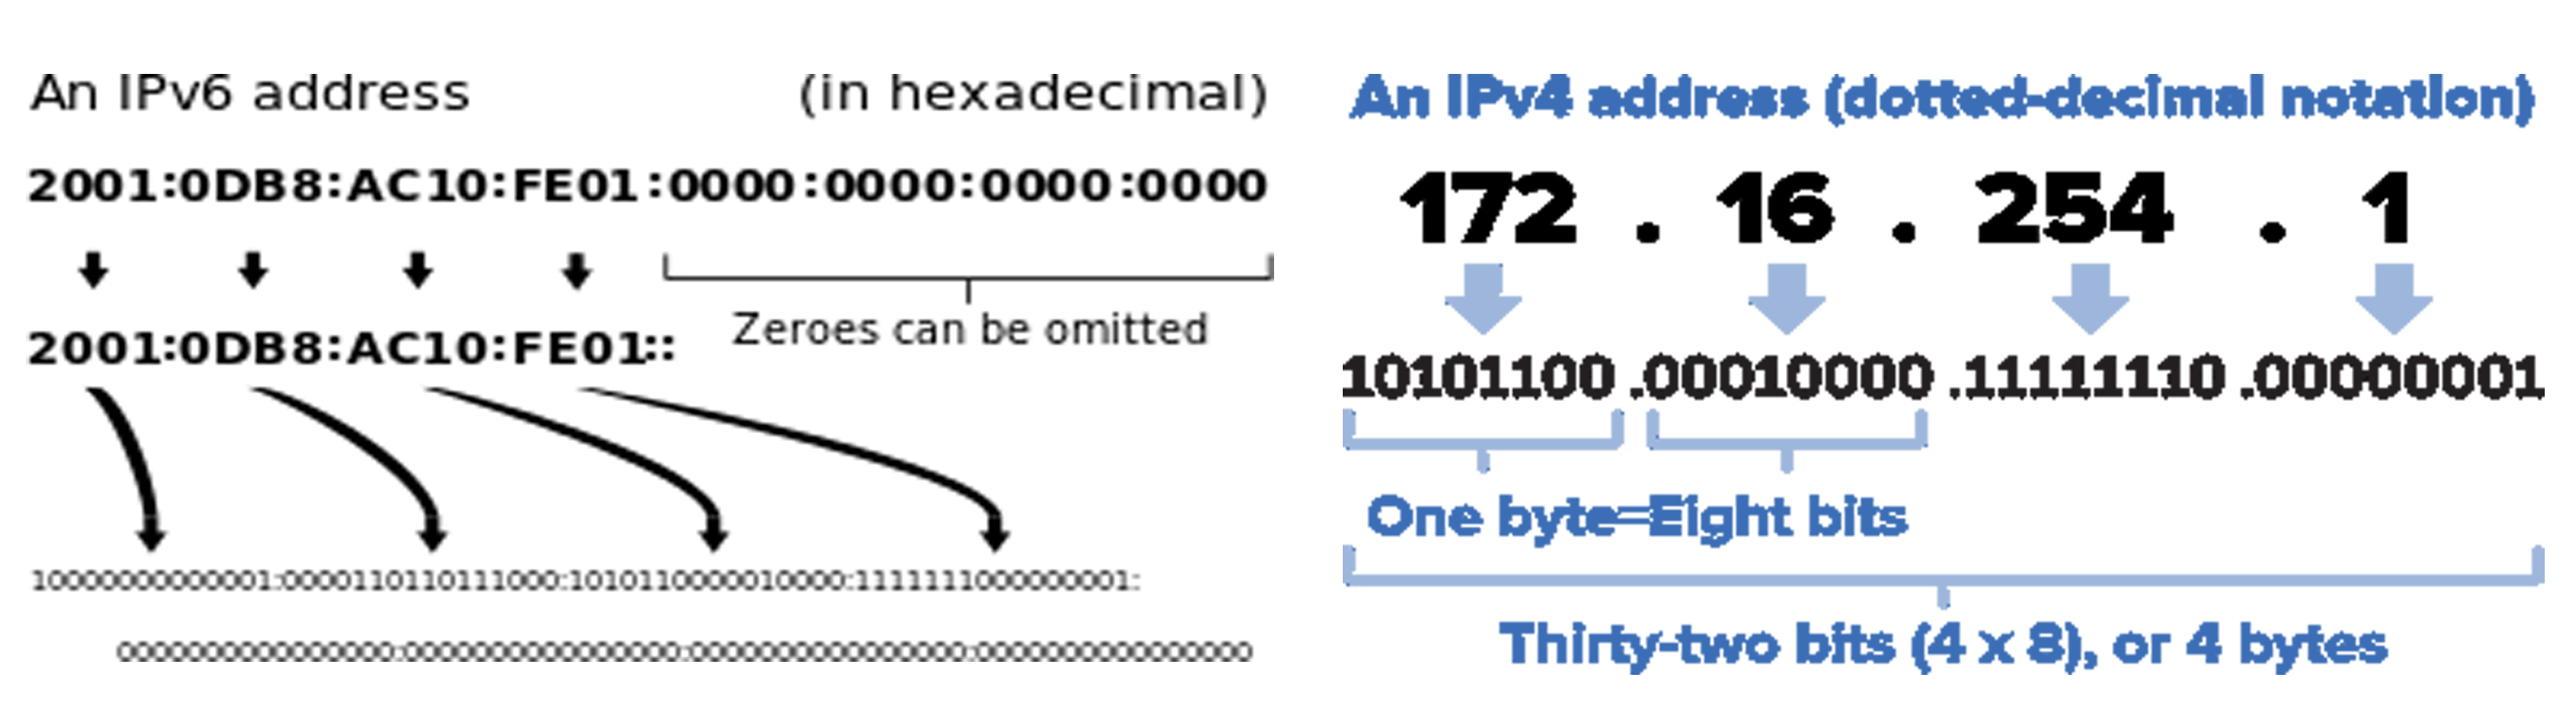 An IPv6 address (in hexadecimal)
2001:0DB8:AC10:FE01:0000:0000:0000:0000
2001:0DB8:AC10:FE01::
Zeroes can be omitted
10000000000001:0000110110111000:1010110000010000:1111111000000001:
0000000000000000:0000000000000000:0000000000000000:0000000000000000
An IPv4 address (dotted-decimal notation)
172 . 16 . 254 . 1
10101100 .00010000 .11111110 .00000001
One byte=Eight bits
Thirty-two bits (4 x 8), or 4 bytes